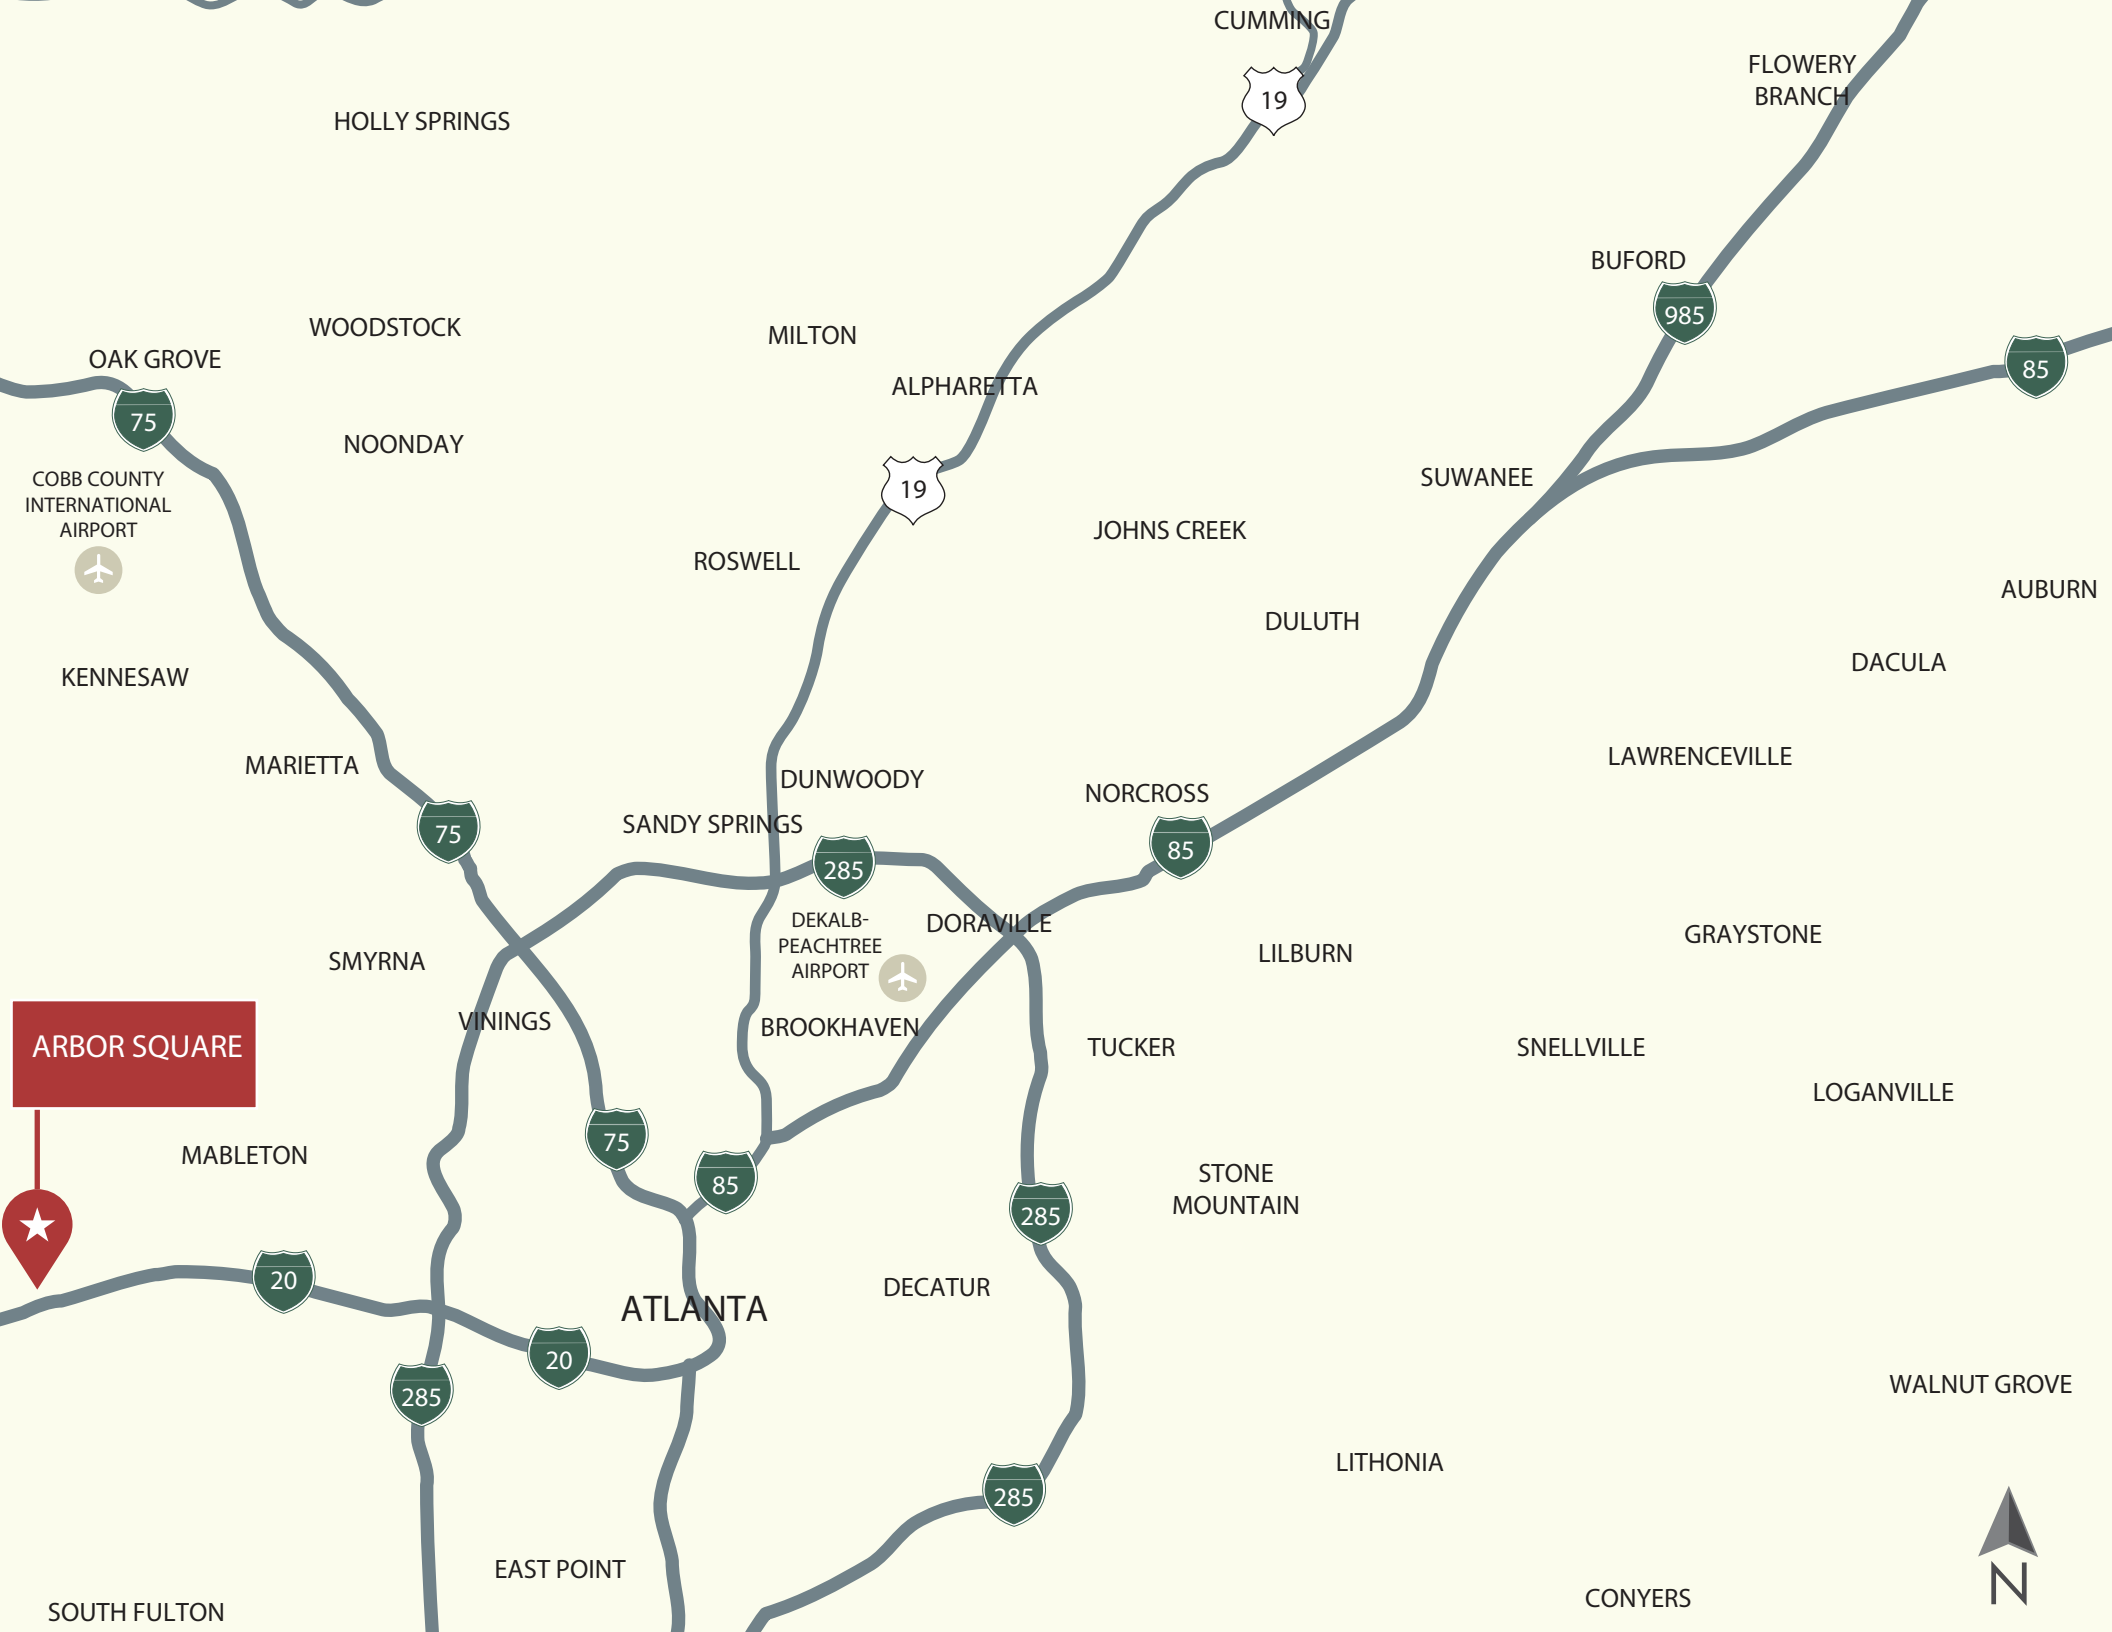 CUMMING
FLOWERY
BRANCH
19
HOLLY SPRINGS
BUFORD
985
WOODSTOCK
MILTON
OAK GROVE
85
ALPHARETTA
75
NOONDAY
COBB COUNTY
INTERNATIONAL
AIRPORT
SUWANEE
19
JOHNS CREEK
ROSWELL
AUBURN
DULUTH
DACULA
KENNESAW
LAWRENCEVILLE
MARIETTA
DUNWOODY
NORCROSS
SANDY SPRINGS
75
85
285
DEKALB-
PEACHTREE
AIRPORT
DORAVILLE
GRAYSTONE
LILBURN
SMYRNA
VININGS
BROOKHAVEN
ARBOR SQUARE
TUCKER
SNELLVILLE
LOGANVILLE
75
MABLETON
STONE
MOUNTAIN
85
285
20
DECATUR
ATLANTA
20
285
WALNUT GROVE
LITHONIA
285
EAST POINT
N
CONYERS
SOUTH FULTON